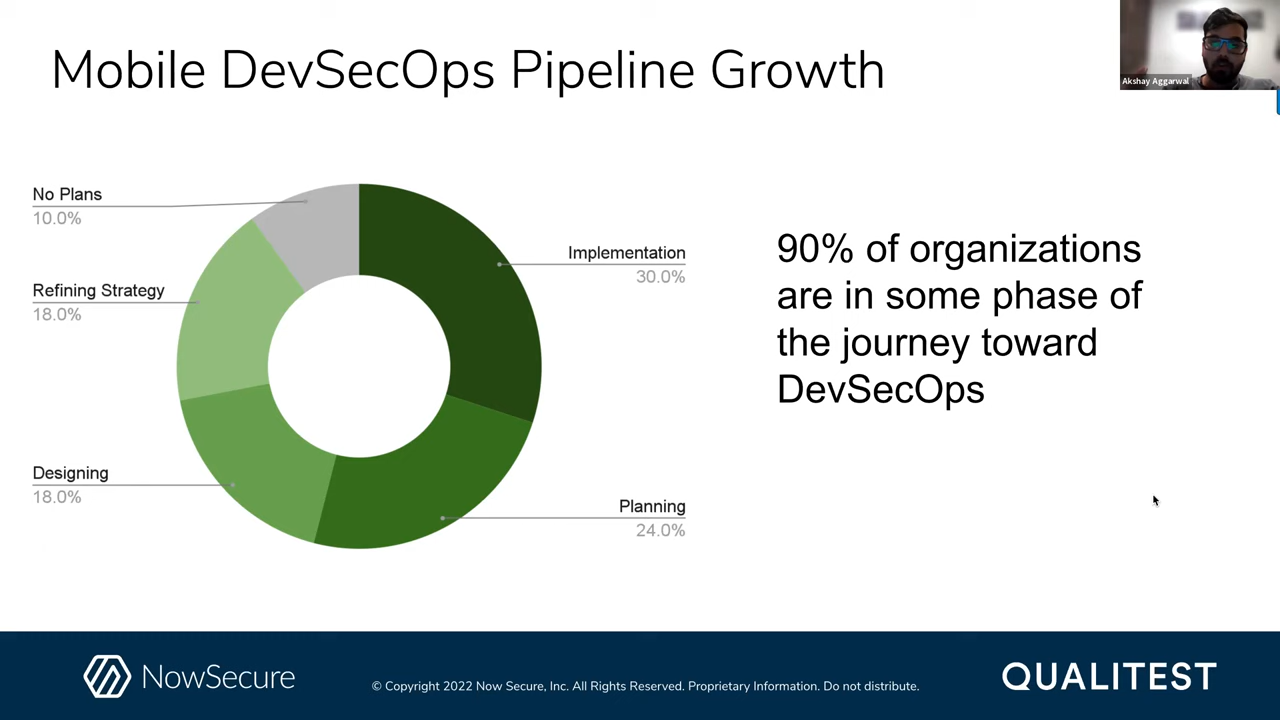 Mobile DevSecOps Pipeline Growth
Akshay Aggarwal
No Plans
10.0%
Implementation
30.0%
Refining Strategy
18.0%
Designing
18.0%
Planning
24.0%
90% of organizations
are in some phase of
the journey toward
DevSecOps
NowSecure
© Copyright 2022 Now Secure, Inc. All Rights Reserved. Proprietary Information. Do not distribute.
QUALITEST